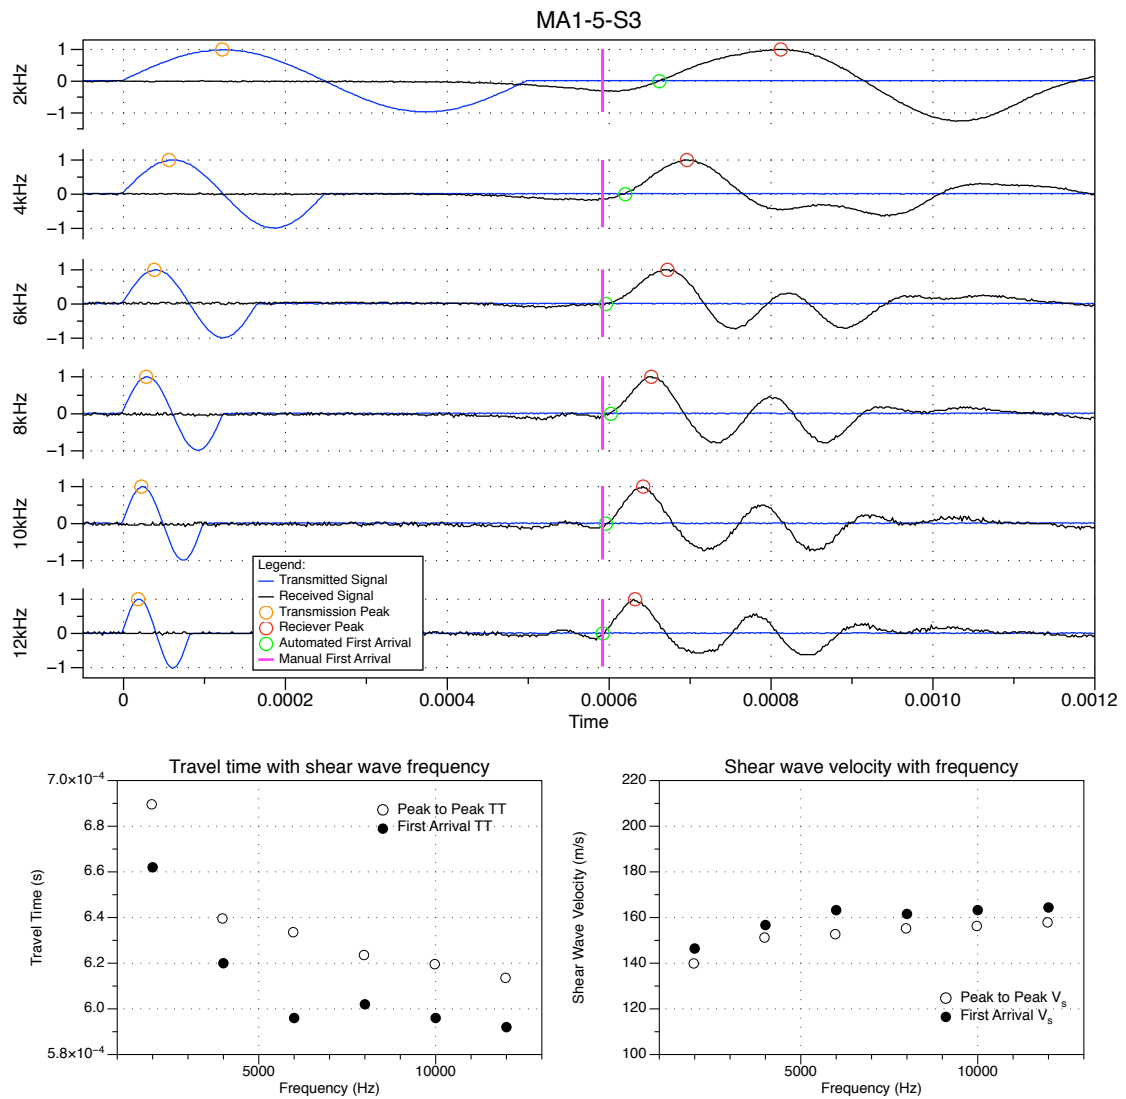 MA1-5-S3
2kHz
1
0
−1
4kHz
1
0
−1
6kHz
1
0
−1
8kHz
1
0
−1
10kHz
1
0
−1
12kHz
1
0
−1
Legend:
Transmitted Signal
Received Signal
Transmission Peak
Reciever Peak
Automated First Arrival
Manual First Arrival
0 0.0002 0.0004 0.0006 0.0008 0.0010 0.0012
Time
Travel time with shear wave frequency
Travel Time (s)
7.0×10⁻⁴
6.8
6.6
6.4
6.2
6.0
5.8×10⁻⁴
Peak to Peak TT
First Arrival TT
5000 10000
Frequency (Hz)
Shear wave velocity with frequency
Shear Wave Velocity (m/s)
220
200
180
160
140
120
100
Peak to Peak Vₛ
First Arrival Vₛ
5000 10000
Frequency (Hz)